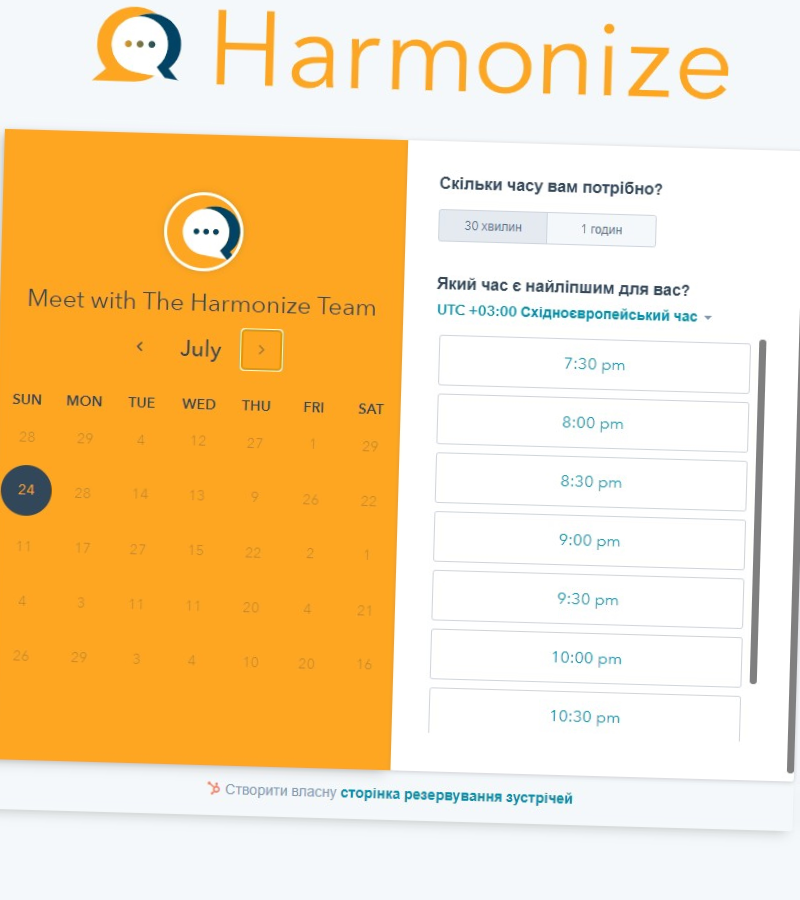 Harmonize
Meet with The Harmonize Team
July
SUN MON TUE WED THU FRI SAT
28 29 4 12 27 1 29
24 28 14 13 9 26 22
11 17 27 15 22 2 1
4 3 11 11 20 4 21
26 29 3 4 10 20 16
Скільки часу вам потрібно?
30 хвилин 1 годин
Який час є найліпшим для вас?
UTC +03:00 Східноєвропейський час
7:30 pm
8:00 pm
8:30 pm
9:00 pm
9:30 pm
10:00 pm
10:30 pm
Створити власну сторінка резервування зустрічей